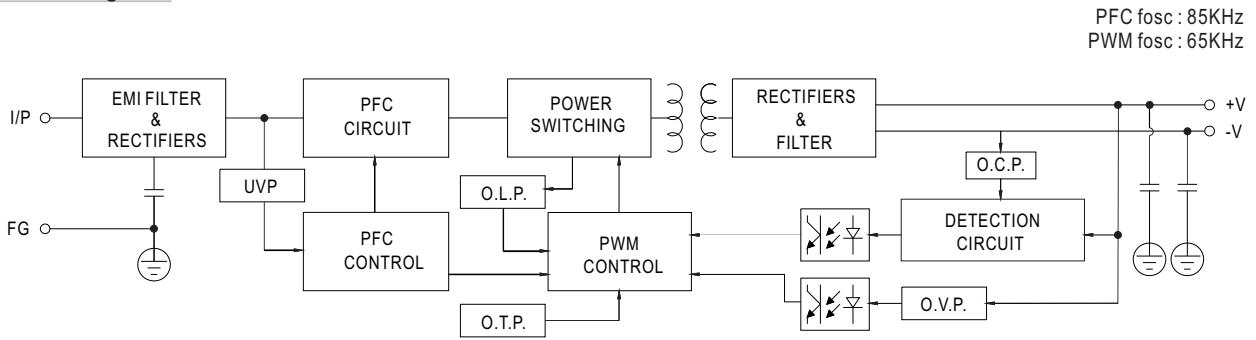 PFC fosc : 85KHz
PWM fosc : 65KHz
I/P
EMI FILTER
&
RECTIFIERS
PFC
CIRCUIT
POWER
SWITCHING
RECTIFIERS
&
FILTER
+V
-V
UVP
O.L.P.
O.C.P.
FG
PFC
CONTROL
PWM
CONTROL
DETECTION
CIRCUIT
O.T.P.
O.V.P.